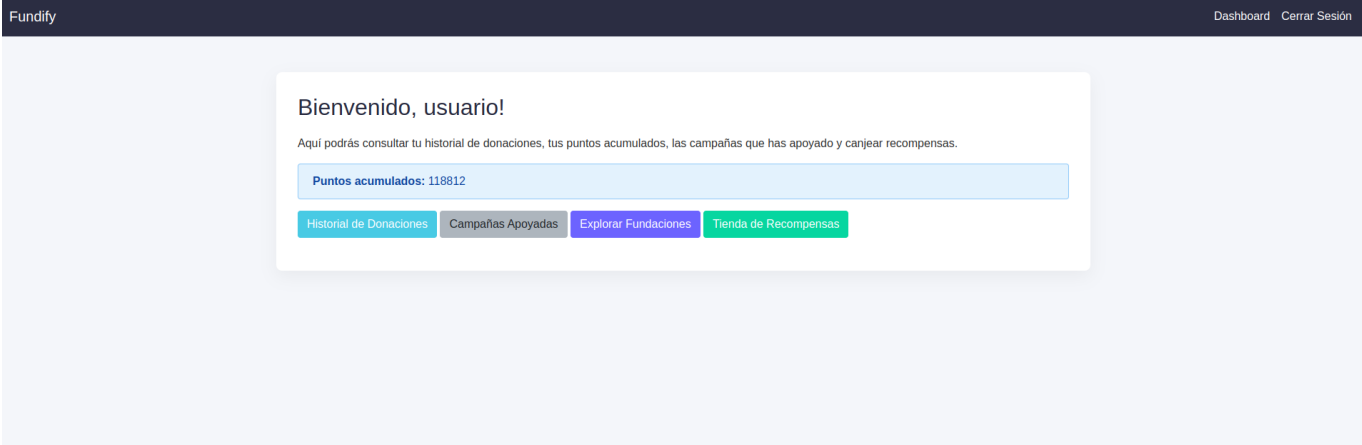 Fundify
Dashboard Cerrar Sesión
Bienvenido, usuario!
Aquí podrás consultar tu historial de donaciones, tus puntos acumulados, las campañas que has apoyado y canjear recompensas.
Puntos acumulados: 118812
Historial de Donaciones Campañas Apoyadas Explorar Fundaciones Tienda de Recompensas